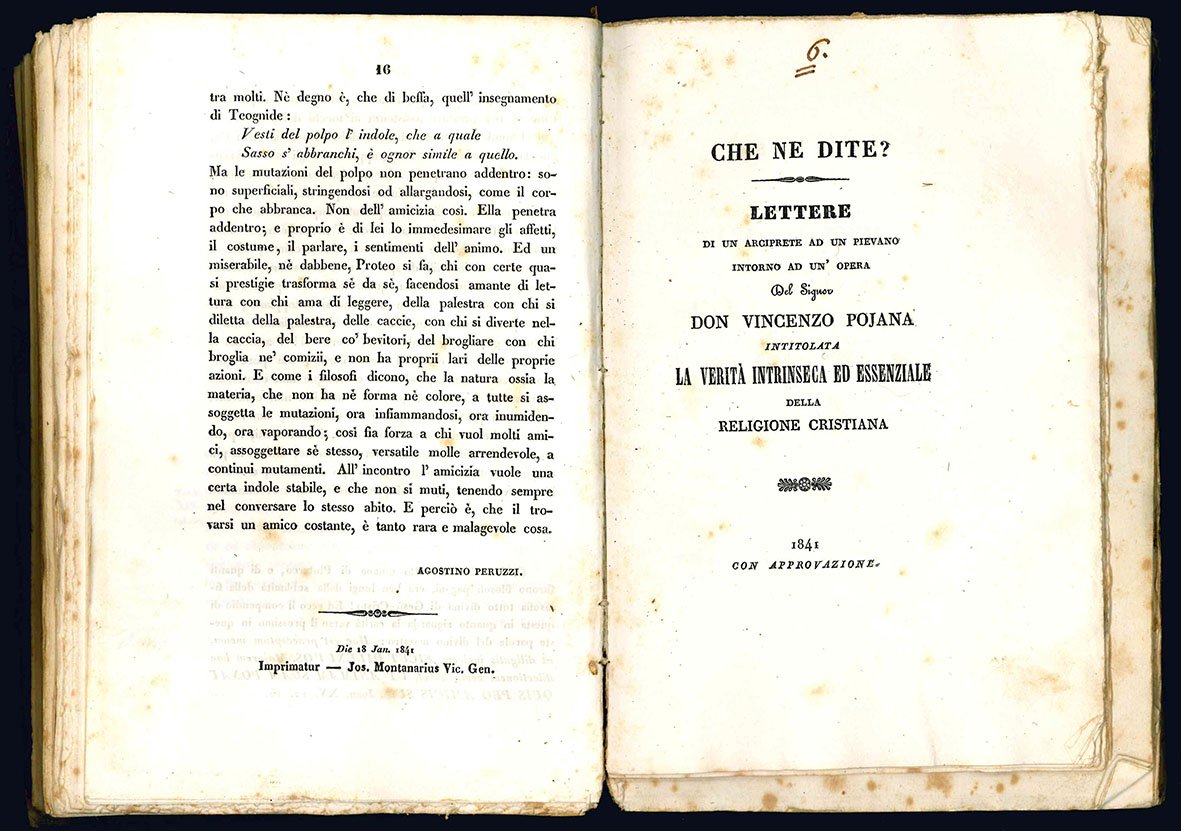 16
tra molti. Nè degno è, che di beffa, quell' insegnamento
di Teognide :
Vesti del polpo l' indole, che a quale
Sasso s' abbranchi, è ognor simile a quello.
Ma le mutazioni del polpo non penetrano addentro: so-
no superficiali, stringendosi od allargandosi, come il cor-
po che abbranca. Non dell' amicizia così. Ella penetra
addentro; e proprio è di lei lo immedesimare gli affetti,
il costume, il parlare, i sentimenti dell' animo. Ed un
miserabile, nè dabbene, Proteo si fa, chi con certe qua-
si prestigie trasforma sè da sè, facendosi amante di let-
tura con chi ama di leggere, della palestra con chi si
diletta della palestra, delle caccie, con chi si diverte nel-
la caccia, del bere co' bevitori, del brogliare con chi
broglia ne' comizii, e non ha proprii lari delle proprie
azioni. E come i filosofi dicono, che la natura ossia la
materia, che non ha nè forma nè colore, a tutte si as-
soggetta le mutazioni, ora infiammandosi, ora inumiden-
do, ora vaporando; così fia forza a chi vuol molti ami-
ci, assoggettare sè stesso, versatile molle arrendevole, a
continui mutamenti. All' incontro l' amicizia vuole una
certa indole stabile, e che non si muti, tenendo sempre
nel conversare lo stesso abito. E perciò è, che il tro-
varsi un amico costante, è tanto rara e malagevole cosa.
AGOSTINO PERUZZI.
Die 18 Jan. 1841
Imprimatur — Jos. Montanarius Vic. Gen.
6.
CHE NE DITE?
LETTERE
DI UN ARCIPRETE AD UN PIEVANO
INTORNO AD UN' OPERA
Del Signor
DON VINCENZO POJANA
INTITOLATA
LA VERITÀ INTRINSECA ED ESSENZIALE
DELLA
RELIGIONE CRISTIANA
1841
CON APPROVAZIONE.